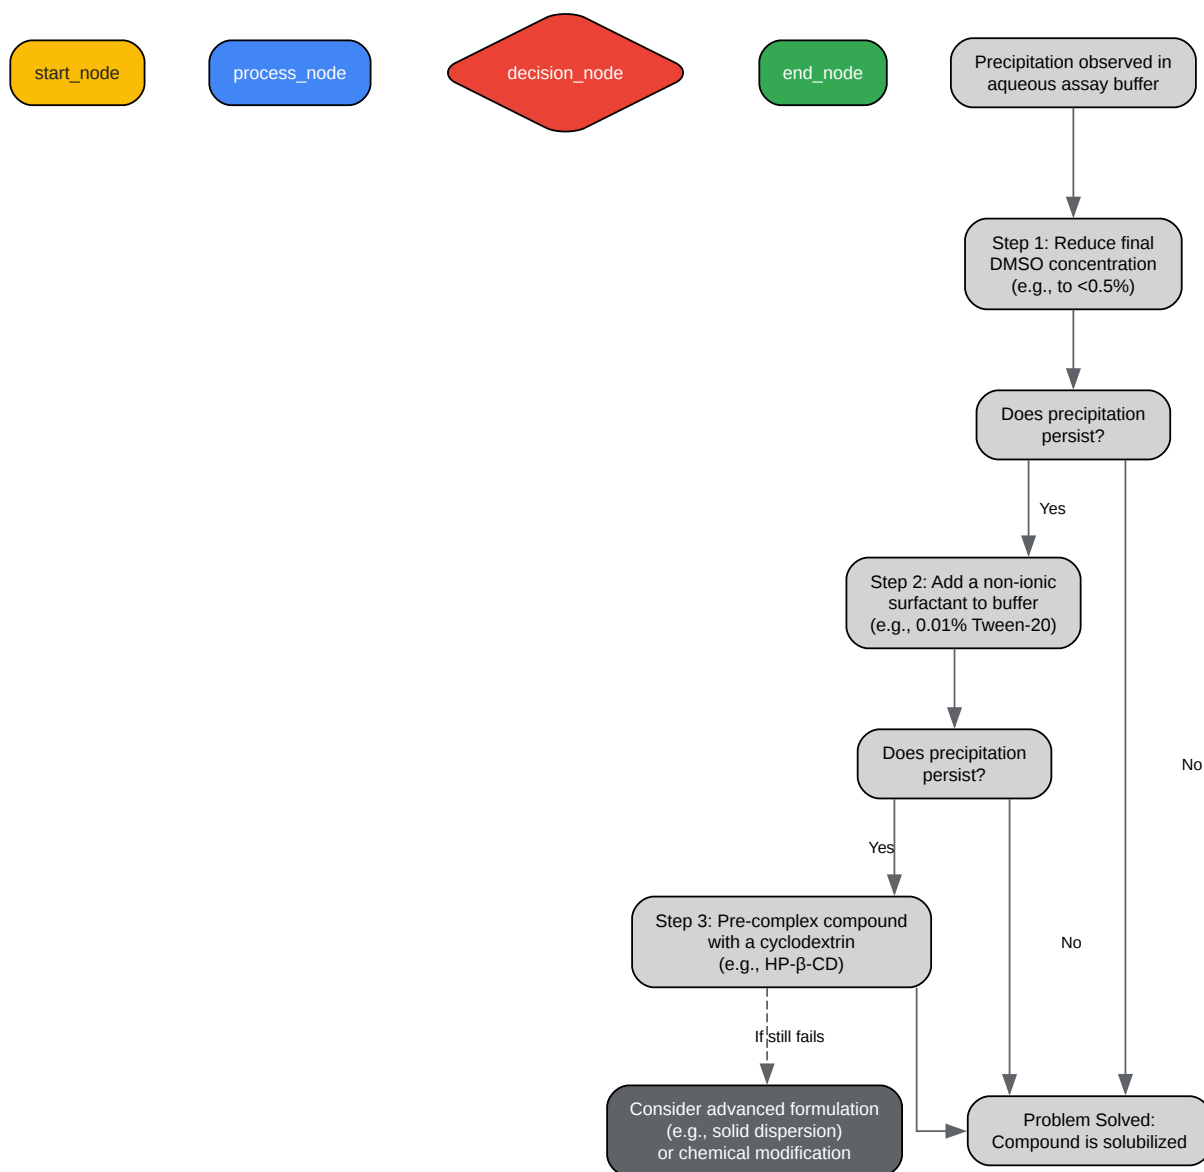 start_node
process_node
decision_node
end_node
Precipitation observed in
aqueous assay buffer
Step 1: Reduce final
DMSO concentration
(e.g., to <0.5%)
Does precipitation
persist?
Yes
Step 2: Add a non-ionic
surfactant to buffer
(e.g., 0.01% Tween-20)
Does precipitation
persist?
No
Yes
Step 3: Pre-complex compound
with a cyclodextrin
(e.g., HP-β-CD)
No
If still fails
Consider advanced formulation
(e.g., solid dispersion)
or chemical modification
Problem Solved:
Compound is solubilized